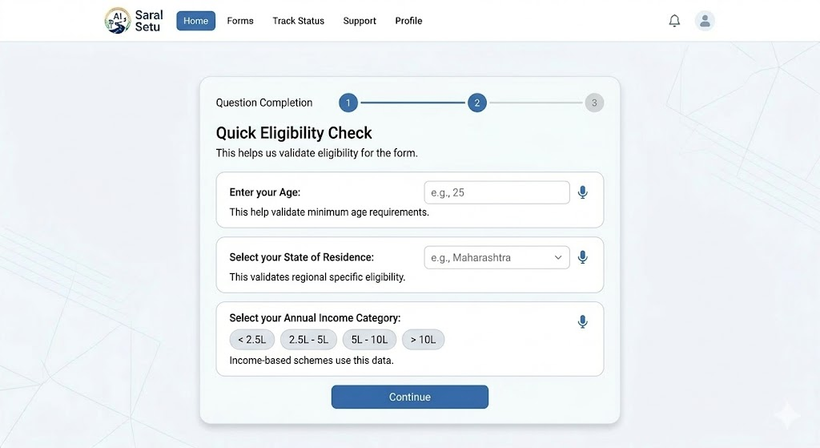 AI
Saral
Setu
Home
Forms
Track Status
Support
Profile
Question Completion
1
2
3
Quick Eligibility Check
This helps us validate eligibility for the form.
Enter your Age:
e.g., 25
This help validate minimum age requirements.
Select your State of Residence:
e.g., Maharashtra
This validates regional specific eligibility.
Select your Annual Income Category:
< 2.5L
2.5L - 5L
5L - 10L
> 10L
Income-based schemes use this data.
Continue